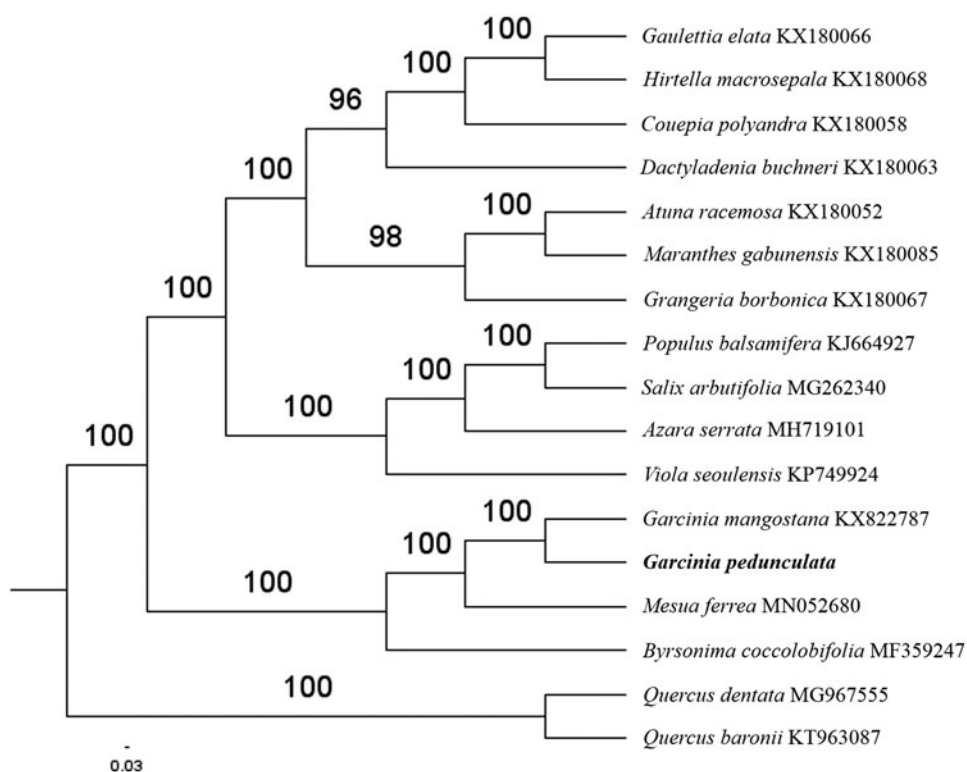 100
Gaulettia elata KX180066
100
Hirtella macrosepala KX180068
96
Couepia polyandra KX180058
100
Dactyladenia buchneri KX180063
100
Atuna racemosa KX180052
98
Maranthes gabunensis KX180085
100
Grangeria borbonica KX180067
100
Populus balsamifera KJ664927
100
Salix arbutifolia MG262340
100
Azara serrata MH719101
100
Viola seoulensis KP749924
100
Garcinia mangostana KX822787
100
Garcinia pedunculata
100
Mesua ferrea MN052680
Byrsonima coccolobifolia MF359247
100
Quercus dentata MG967555
Quercus baronii KT963087
0.03